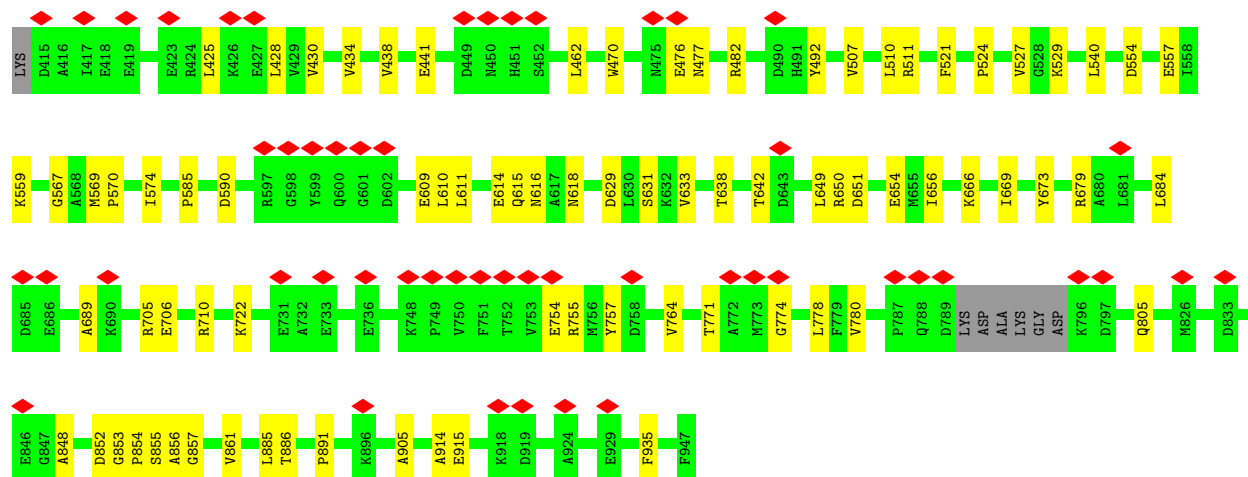 LYS D415 A416 I417 E418 E419 E423 R424 L425 K426 E427 L428 V429 V430 V434 V438 E441 D449 N450 H451 S452 L462 W470 N475 E476 N477 R482 D490 H491 Y492 V507 L510 R511 F521 P524 V527 G528 K529 L540 D554 E557 I558
K559 G567 A568 M569 P570 I574 P585 D590 R597 G598 Y599 Q600 G601 D602 E609 L610 L611 E614 Q615 N616 A617 N618 D629 L630 S631 K632 V633 T638 T642 D643 L649 R650 D651 E654 M655 I656 K666 I669 Y673 R679 A680 L681 L684
D685 E686 A689 K690 R705 E706 R710 K722 E731 A732 E733 E736 K748 P749 V750 F751 T752 V753 E754 R755 M756 Y757 D758 V764 T771 A772 M773 G774 L778 F779 V780 P787 Q788 D789 LYS ASP ALA LYS GLY ASP K796 D797 Q805 M826 D833
E846 G847 A848 D852 G853 P854 S855 A856 G857 V861 L885 T886 P891 K896 A905 A914 E915 K918 D919 A924 E929 F935 F947